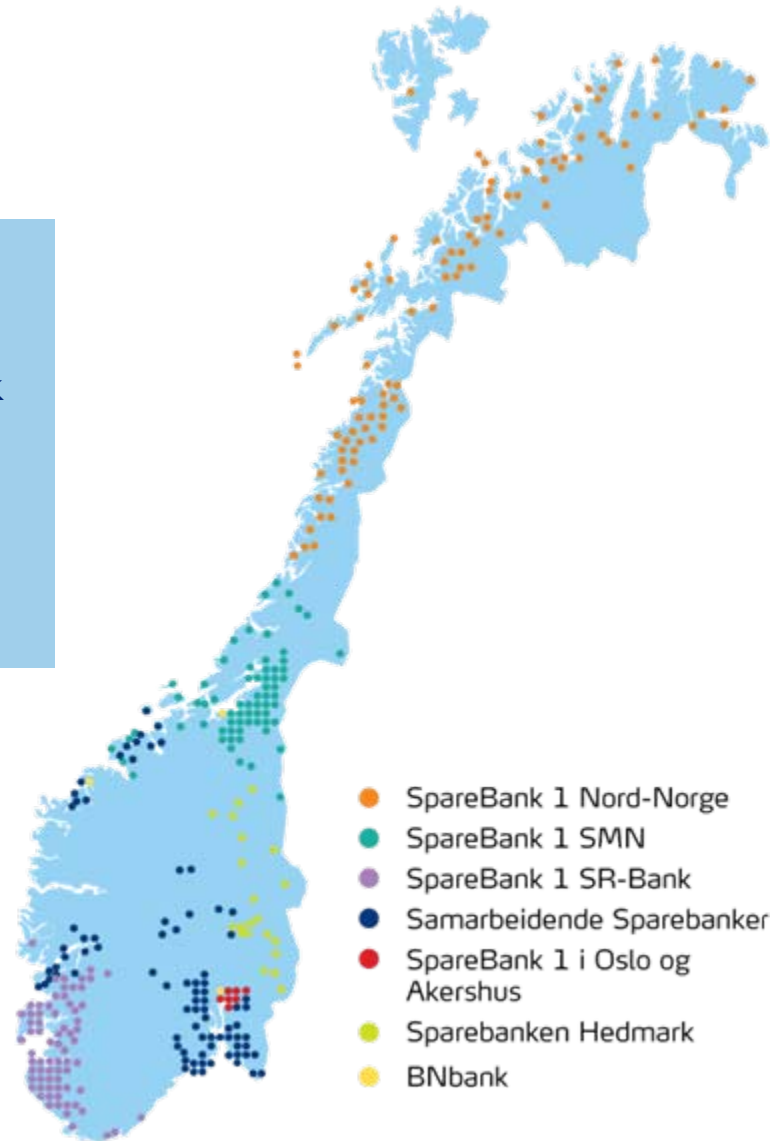 SpareBank 1 Nord-Norge
SpareBank 1 SMN
SpareBank 1 SR-Bank
Samarbeidende Sparebanker
SpareBank 1 i Oslo og
Akershus
Sparebanken Hedmark
BNbank